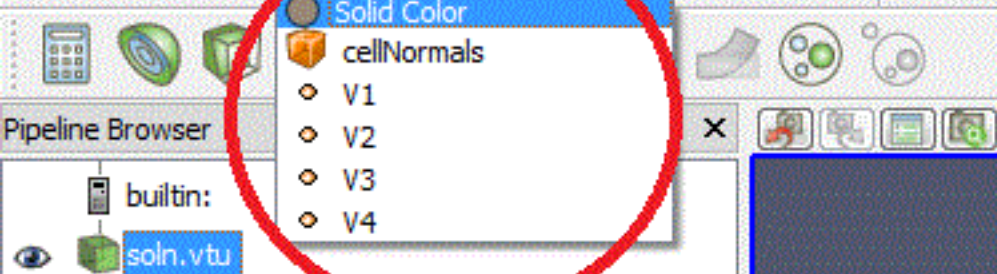 Solid Color
cellNormals
V1
V2
V3
V4
Pipeline Browser
builtin:
soln.vtu